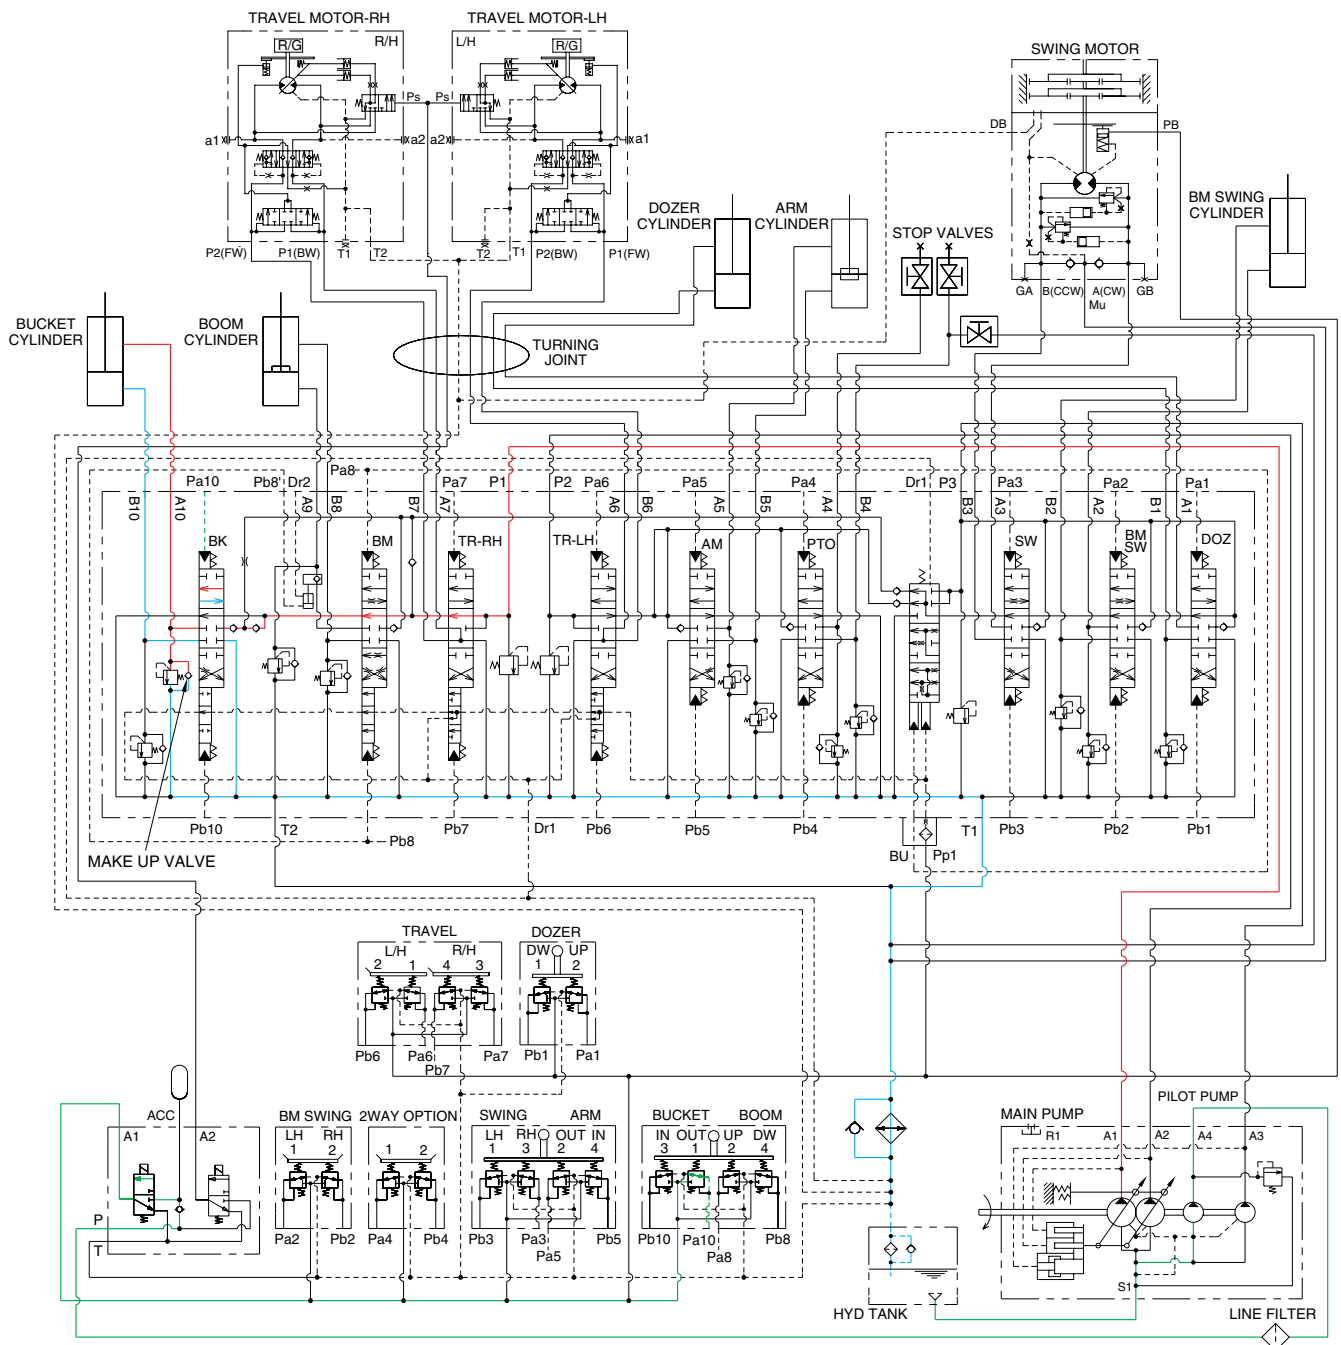 TRAVEL MOTOR-RH TRAVEL MOTOR-LH
SWING MOTOR
R/G R/H L/H R/G
Ps Ps
DB PB
a1 a2 a2 a1
DOZER
CYLINDER
ARM
CYLINDER
BM SWING
CYLINDER
STOP VALVES
P2(FW) P1(BW) T1 T2 T2 T1 P2(BW) P1(FW)
GA B(CCW) A(CW) GB
Mu
BUCKET
CYLINDER
BOOM
CYLINDER
TURNING
JOINT
Pa10 Pb8' Dr2 Pa8 Pa7 P1 P2 Pa6 Pa5 Pa4 Dr1 P3 Pa3 Pa2 Pa1
B10 A10 A9 B8 B7 A7 A6 B6 A5 B5 A4 B4 B3 A3 B2 A2 B1 A1
BK BM TR-RH TR-LH AM PTO SW BM
SW DOZ
Pb10 T2 Pb8 Pb7 Dr1 Pb6 Pb5 Pb4 BU Pp1 T1 Pb3 Pb2 Pb1
MAKE UP VALVE
TRAVEL
L/H R/H
2 1 4 3
Pb6 Pa6 Pb7 Pa7
DOZER
DW UP
1 2
Pb1 Pa1
ACC
A1 A2
P
T
BM SWING
LH RH
1 2
Pa2 Pb2
2WAY OPTION
1 2
Pa4 Pb4
SWING ARM
LH RH OUT IN
1 3 2 4
Pb3 Pa3 Pa5 Pb5
BUCKET BOOM
IN OUT UP DW
3 1 2 4
Pb10 Pa10 Pa8 Pb8
HYD TANK
PILOT PUMP
MAIN PUMP
R1 A1 A2 A4 A3
S1
LINE FILTER